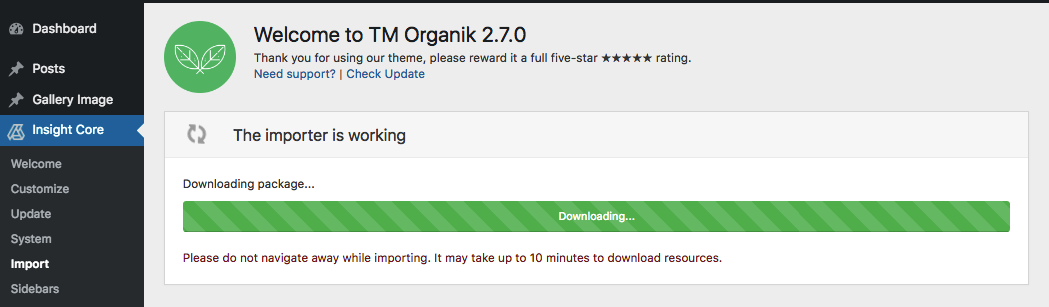 Dashboard
Posts
Gallery Image
Insight Core
Welcome
Customize
Update
System
Import
Sidebars
Welcome to TM Organik 2.7.0
Thank you for using our theme, please reward it a full five-star ★★★★★ rating.
Need support? | Check Update
The importer is working
Downloading package...
Downloading...
Please do not navigate away while importing. It may take up to 10 minutes to download resources.